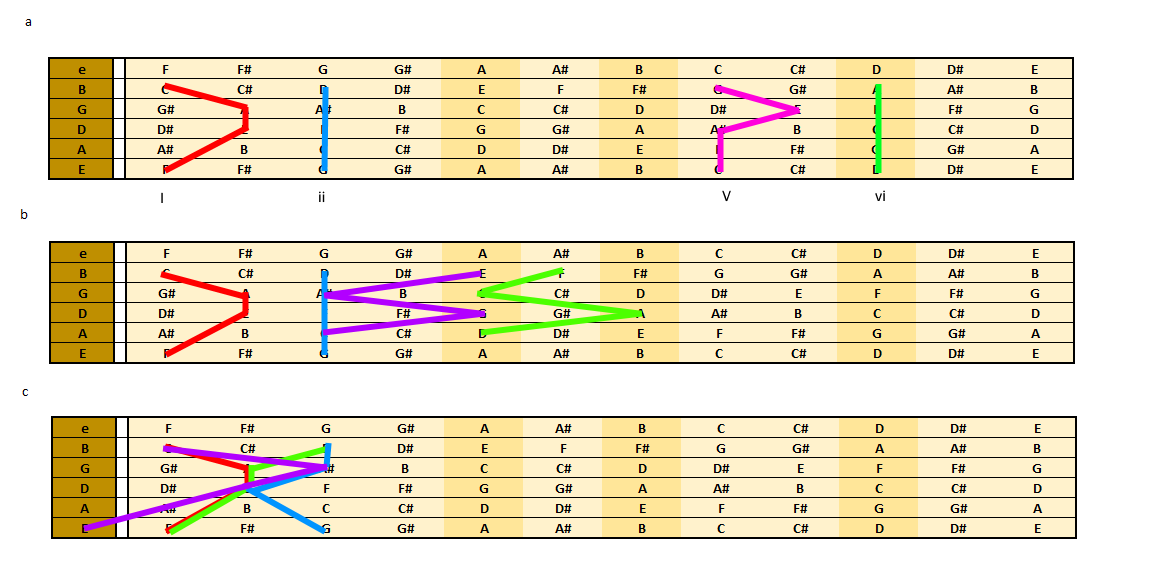 a
e F F# G G# A A# B C C# D D# E
B C C# D D# E F F# G G# A A# B
G G# A A# B C C# D D# E F# G
D D# F# G G# A A# B C C# D
A A# B C# D D# E F# G G# A
E F F# G G# A A# B C C# D D# E
I ii V vi
b
e F F# G G# A A# B C C# D D# E
B C C# D D# E F F# G G# A A# B
G G# A A# B C C# D D# E F F# G
D D# F# G G# A A# B C C# D
A A# B C C# D D# E F F# G G# A
E F F# G G# A A# B C C# D D# E
c
e F F# G G# A A# B C C# D D# E
B C# D# E F F# G G# A A# B
G G# A# B C C# D D# E F F# G
D D# F F# G G# A A# B C C# D
A A# B C C# D D# E F F# G G# A
E F# G G# A A# B C C# D D# E